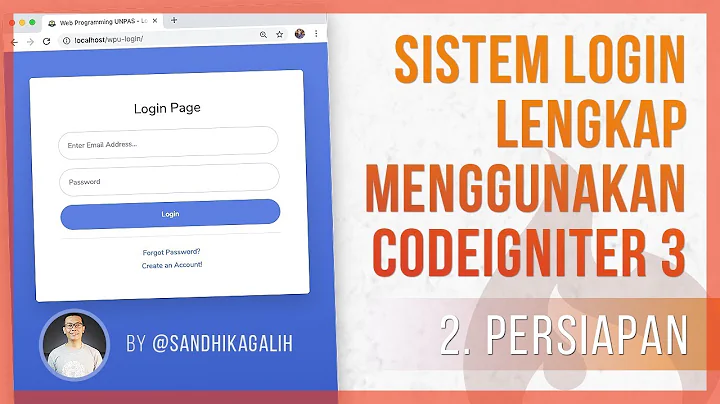 Web Programming UNPAS - Lo
localhost/wpu-login/
Login Page
Enter Email Address...
Password
Login
Forgot Password?
Create an Account!
BY @SANDHIKAGALIH
SISTEM LOGIN
LENGKAP
MENGGUNAKAN
CODEIGNITER 3
2. PERSIAPAN